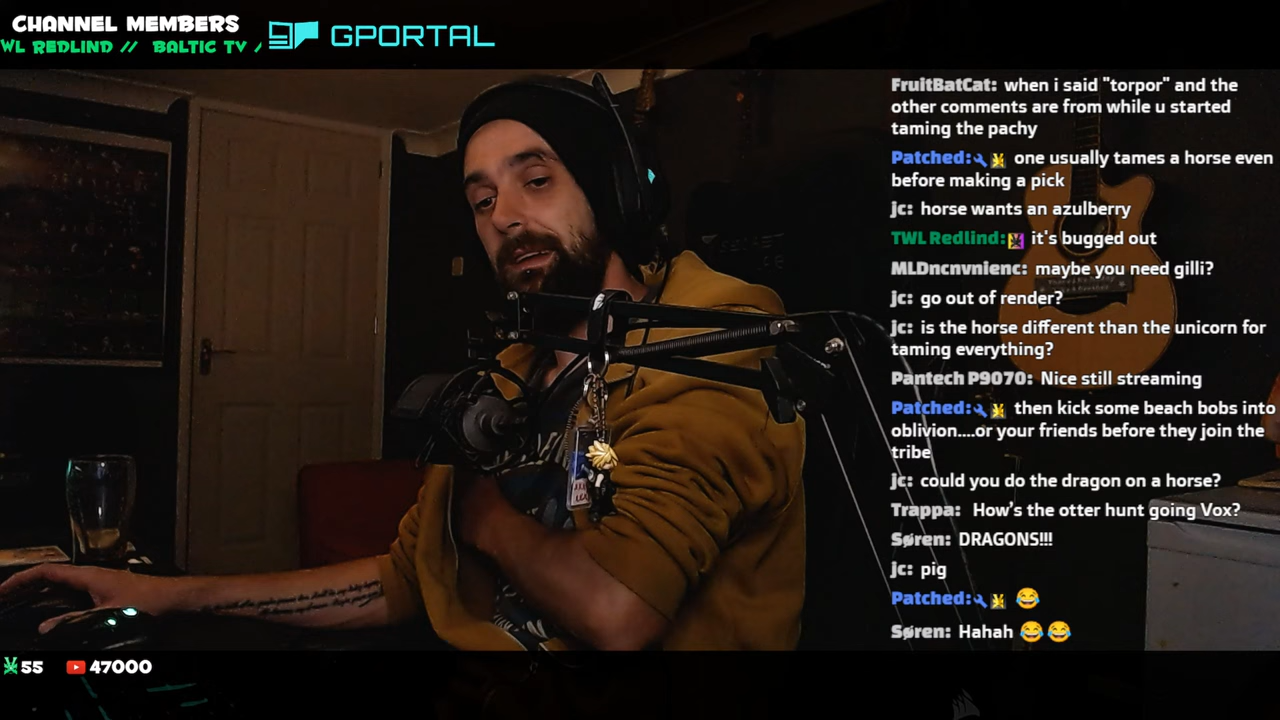 CHANNEL MEMBERS
WL REDLIND // BALTIC TV /
GPORTAL
FruitBatCat: when i said "torpor" and the
other comments are from while u started
taming the pachy
Patched: one usually tames a horse even
before making a pick
jc: horse wants an azulberry
TWL Redlind: it's bugged out
MLDncnvnienc: maybe you need gilli?
jc: go out of render?
jc: is the horse different than the unicorn for
taming everything?
Pantech P9070: Nice still streaming
Patched: then kick some beach bobs into
oblivion....or your friends before they join the
tribe
jc: could you do the dragon on a horse?
Trappa: How's the otter hunt going Vox?
Søren: DRAGONS!!!
jc: pig
Patched: 😂
Søren: Hahah 😂😂
55
47000